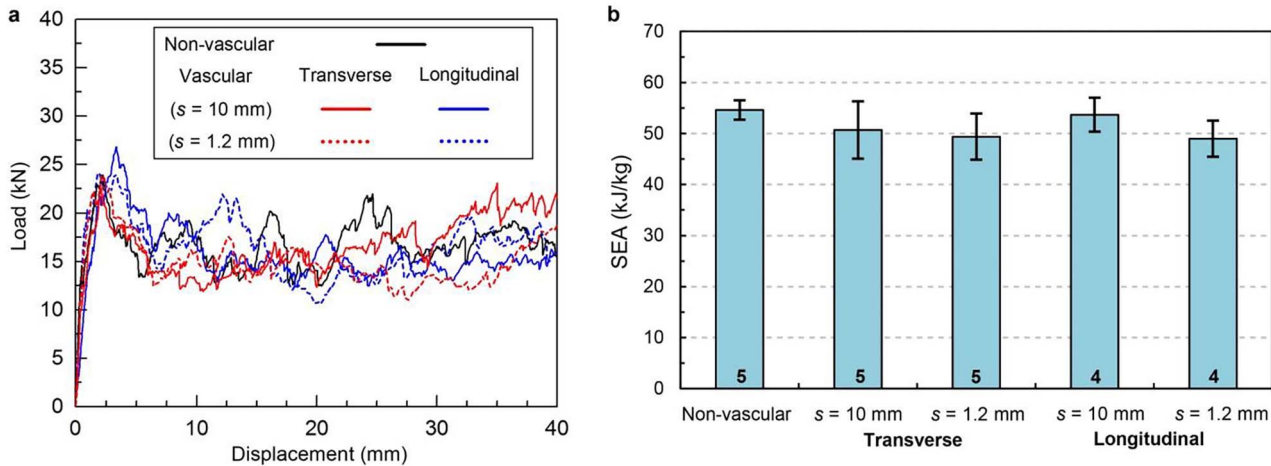 a
40
35
30
25
20
15
10
5
0
Load (kN)
0 10 20 30 40
Displacement (mm)
Non-vascular
Vascular Transverse Longitudinal
(s = 10 mm)
(s = 1.2 mm)
b
70
60
50
40
30
20
10
0
SEA (kJ/kg)
5 5 5 4 4
Non-vascular s = 10 mm s = 1.2 mm s = 10 mm s = 1.2 mm
Transverse Longitudinal